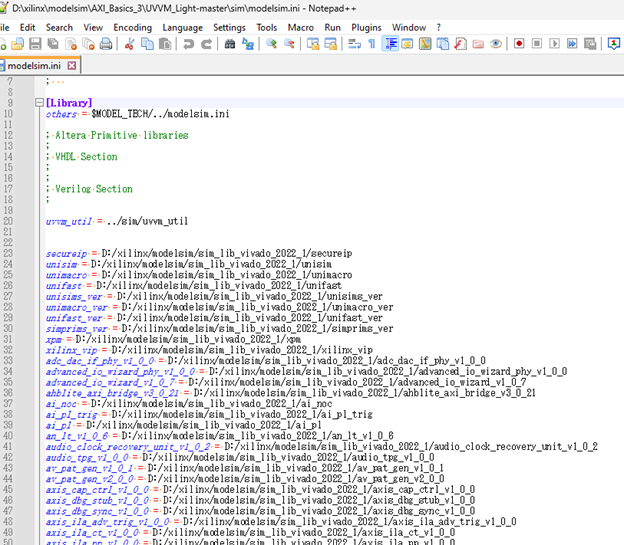 D:\xilinx\modelsim\AXI_Basics_3\UVVM_Light-master\sim\modelsim.ini - Notepad++
File Edit Search View Encoding Language Settings Tools Macro Run Plugins Window ?
modelsim.ini
7 ; ...
8
9 [Library]
10 others = $MODEL_TECH/../modelsim.ini
11
12 ; Altera Primitive libraries
13 ;
14 ; VHDL Section
15 ;
16 ;
17 ; Verilog Section
18 ;
19
20 uvvm_util = ../sim/uvvm_util
21
22
23 secureip = D:/xilinx/modelsim/sim_lib_vivado_2022_1/secureip
24 unisim = D:/xilinx/modelsim/sim_lib_vivado_2022_1/unisim
25 unimacro = D:/xilinx/modelsim/sim_lib_vivado_2022_1/unimacro
26 unifast = D:/xilinx/modelsim/sim_lib_vivado_2022_1/unifast
27 unisims_ver = D:/xilinx/modelsim/sim_lib_vivado_2022_1/unisims_ver
28 unimacro_ver = D:/xilinx/modelsim/sim_lib_vivado_2022_1/unimacro_ver
29 unifast_ver = D:/xilinx/modelsim/sim_lib_vivado_2022_1/unifast_ver
30 simprims_ver = D:/xilinx/modelsim/sim_lib_vivado_2022_1/simprims_ver
31 xpm = D:/xilinx/modelsim/sim_lib_vivado_2022_1/xpm
32 xilinx_vip = D:/xilinx/modelsim/sim_lib_vivado_2022_1/xilinx_vip
33 adc_dac_if_phy_v1_0_0 = D:/xilinx/modelsim/sim_lib_vivado_2022_1/adc_dac_if_phy_v1_0_0
34 advanced_io_wizard_phy_v1_0_0 = D:/xilinx/modelsim/sim_lib_vivado_2022_1/advanced_io_wizard_phy_v1_0_0
35 advanced_io_wizard_v1_0_7 = D:/xilinx/modelsim/sim_lib_vivado_2022_1/advanced_io_wizard_v1_0_7
36 ahblite_axi_bridge_v3_0_21 = D:/xilinx/modelsim/sim_lib_vivado_2022_1/ahblite_axi_bridge_v3_0_21
37 ai_noc = D:/xilinx/modelsim/sim_lib_vivado_2022_1/ai_noc
38 ai_pl_trig = D:/xilinx/modelsim/sim_lib_vivado_2022_1/ai_pl_trig
39 ai_pl = D:/xilinx/modelsim/sim_lib_vivado_2022_1/ai_pl
40 an_lt_v1_0_6 = D:/xilinx/modelsim/sim_lib_vivado_2022_1/an_lt_v1_0_6
41 audio_clock_recovery_unit_v1_0_2 = D:/xilinx/modelsim/sim_lib_vivado_2022_1/audio_clock_recovery_unit_v1_0_2
42 audio_tpg_v1_0_0 = D:/xilinx/modelsim/sim_lib_vivado_2022_1/audio_tpg_v1_0_0
43 av_pat_gen_v1_0_1 = D:/xilinx/modelsim/sim_lib_vivado_2022_1/av_pat_gen_v1_0_1
44 av_pat_gen_v2_0_0 = D:/xilinx/modelsim/sim_lib_vivado_2022_1/av_pat_gen_v2_0_0
45 axis_cap_ctrl_v1_0_0 = D:/xilinx/modelsim/sim_lib_vivado_2022_1/axis_cap_ctrl_v1_0_0
46 axis_dbg_stub_v1_0_0 = D:/xilinx/modelsim/sim_lib_vivado_2022_1/axis_dbg_stub_v1_0_0
47 axis_dbg_sync_v1_0_0 = D:/xilinx/modelsim/sim_lib_vivado_2022_1/axis_dbg_sync_v1_0_0
48 axis_ila_adv_trig_v1_0_0 = D:/xilinx/modelsim/sim_lib_vivado_2022_1/axis_ila_adv_trig_v1_0_0
49 axis_ila_ct_v1_0_0 = D:/xilinx/modelsim/sim_lib_vivado_2022_1/axis_ila_ct_v1_0_0
50 axis_ila_pp_v1_0_0 = D:/xilinx/modelsim/sim_lib_vivado_2022_1/axis_ila_pp_v1_0_0